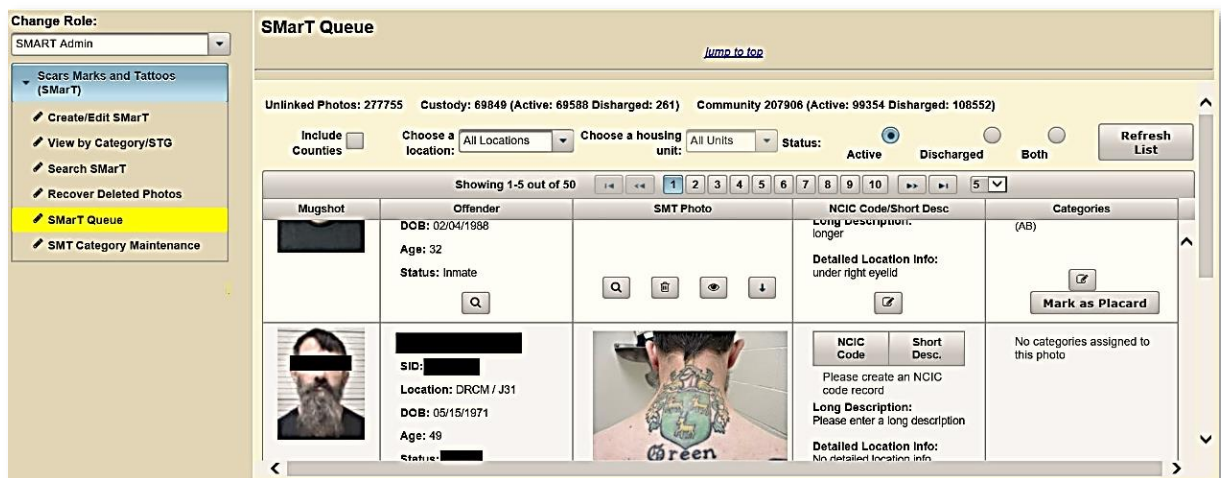 Change Role:
SMART Admin
Scars Marks and Tattoos
(SMarT)
Create/Edit SMarT
View by Category/STG
Search SMarT
Recover Deleted Photos
SMarT Queue
SMT Category Maintenance
SMarT Queue
Jump to top
Unlinked Photos: 277755 Custody: 69849 (Active: 69588 Disharged: 261) Community 207906 (Active: 99354 Disharged: 108552)
Include Counties
Choose a location: All Locations
Choose a housing unit: All Units
Status: Active Discharged Both
Refresh List
Showing 1-5 out of 50 1 2 3 4 5 6 7 8 9 10 5
Mugshot Offender SMT Photo NCIC Code/Short Desc Categories
DOB: 02/04/1988
Age: 32
Status: Inmate
Long Description:
longer
Detailed Location Info:
under right eyelid
(AB)
Mark as Placard
SID:
Location: DRCM / J31
DOB: 05/15/1971
Age: 49
Status:
Green
NCIC Code
Short Desc.
Please create an NCIC
code record
Long Description:
Please enter a long description
Detailed Location Info:
No detailed location info
No categories assigned to
this photo